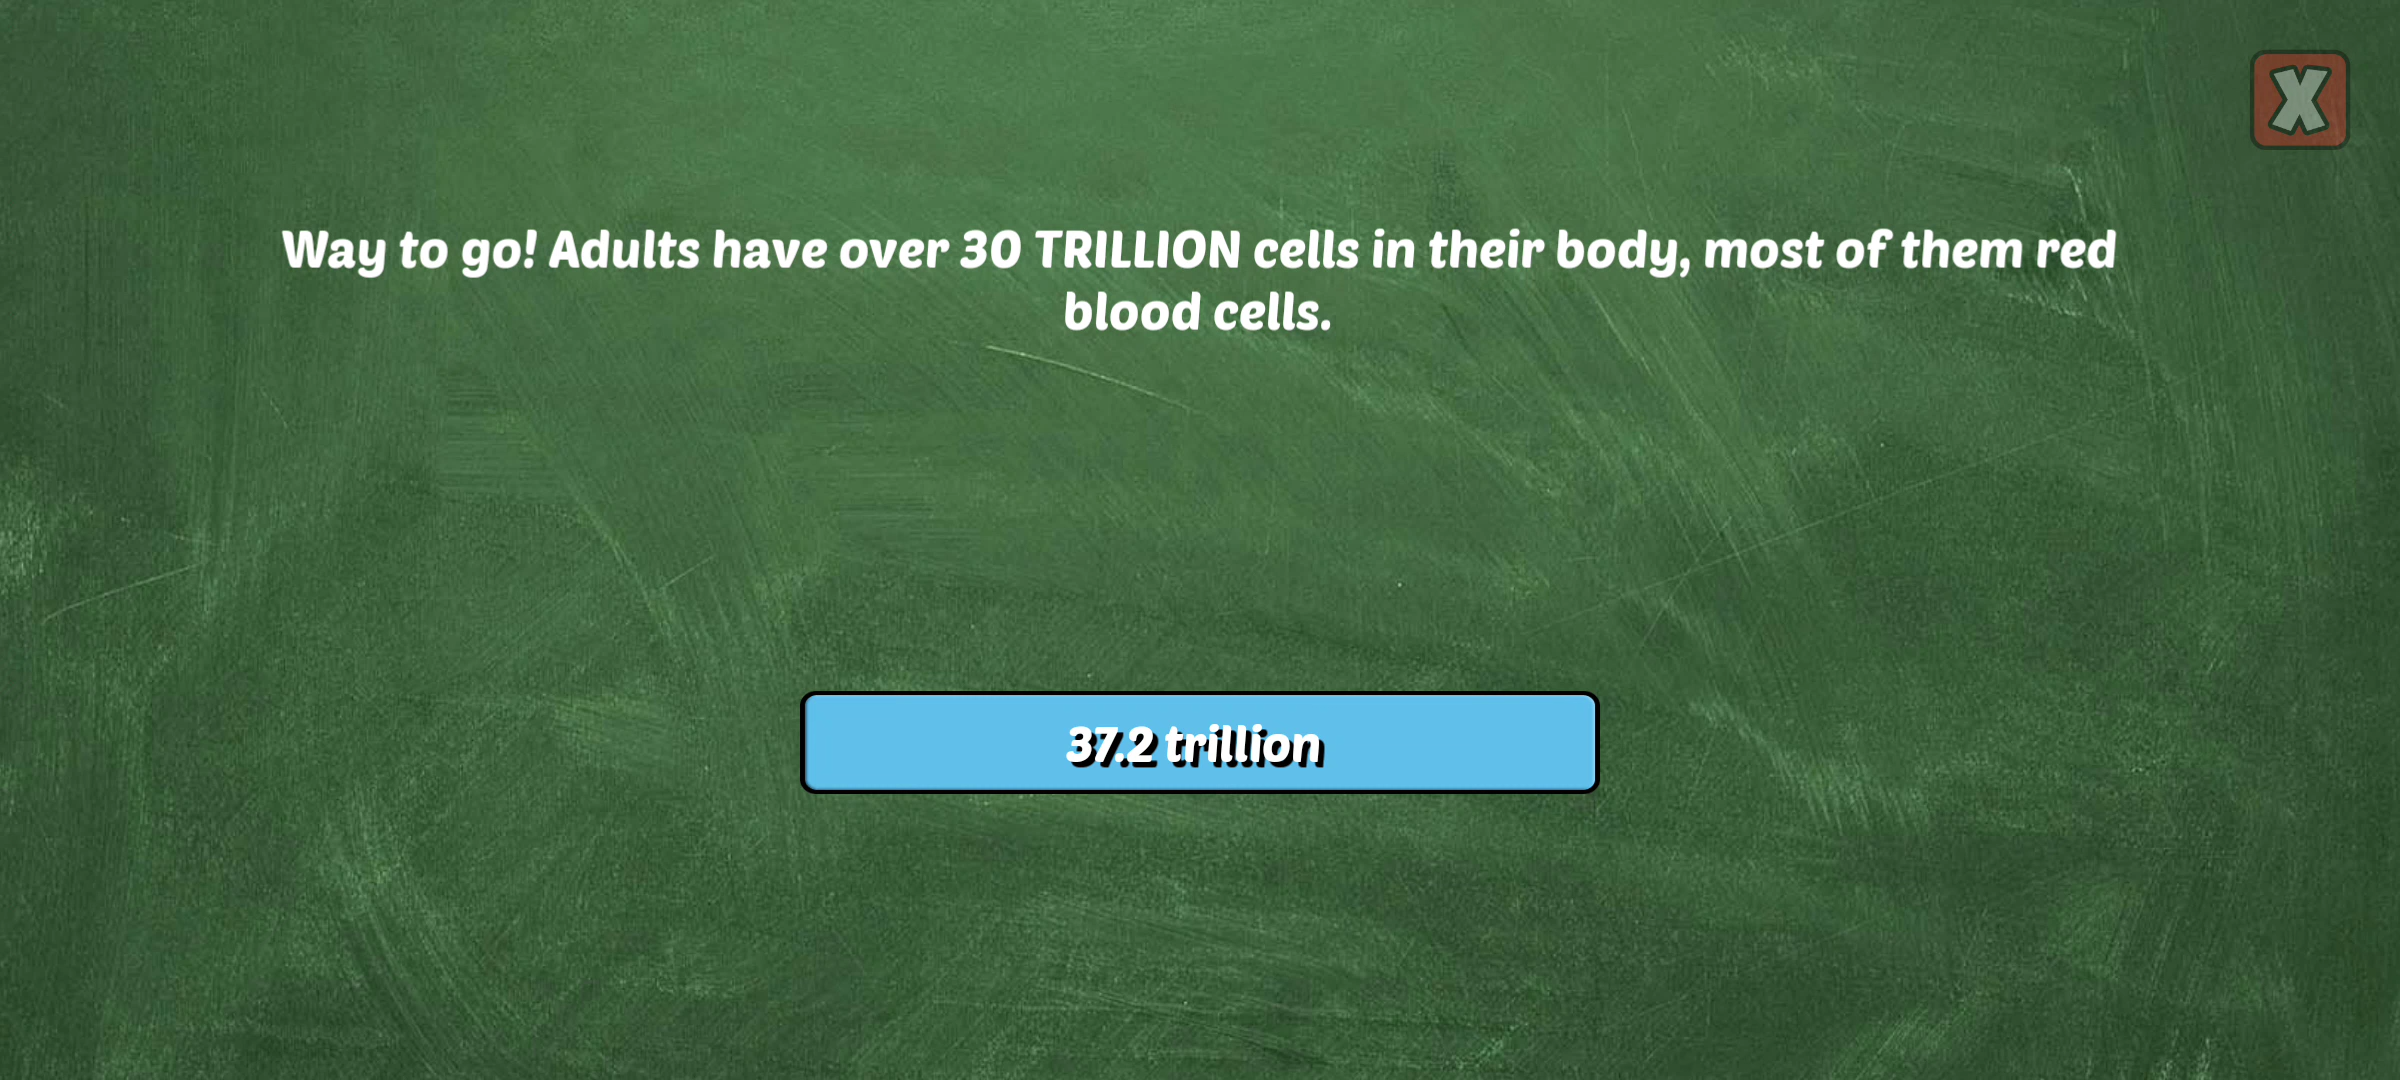 X
Way to go! Adults have over 30 TRILLION cells in their body, most of them red
blood cells.
37.2 trillion